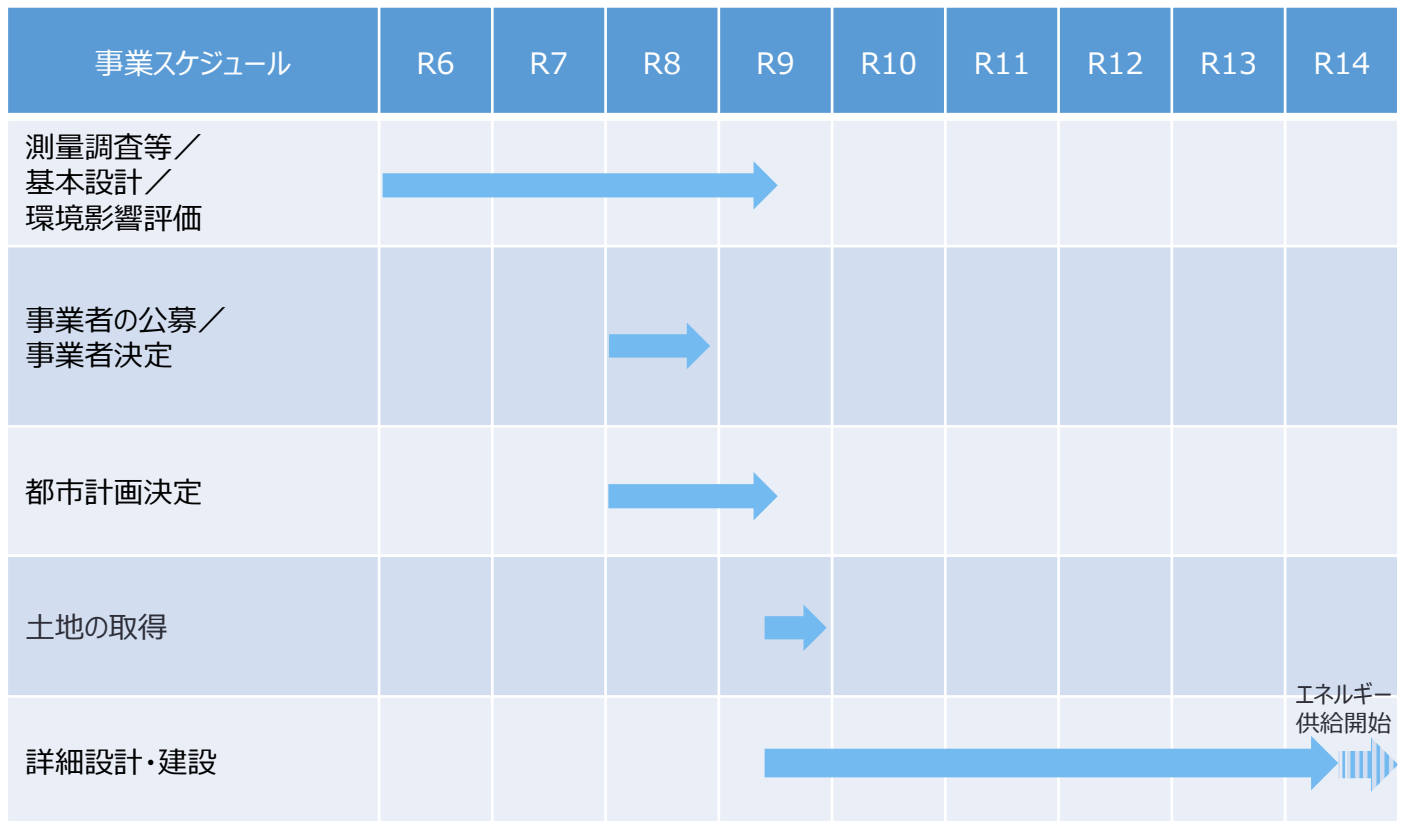 事業スケジュール R6 R7 R8 R9 R10 R11 R12 R13 R14
測量調査等／
基本設計／
環境影響評価
事業者の公募／
事業者決定
都市計画決定
土地の取得
エネルギー
供給開始
詳細設計・建設